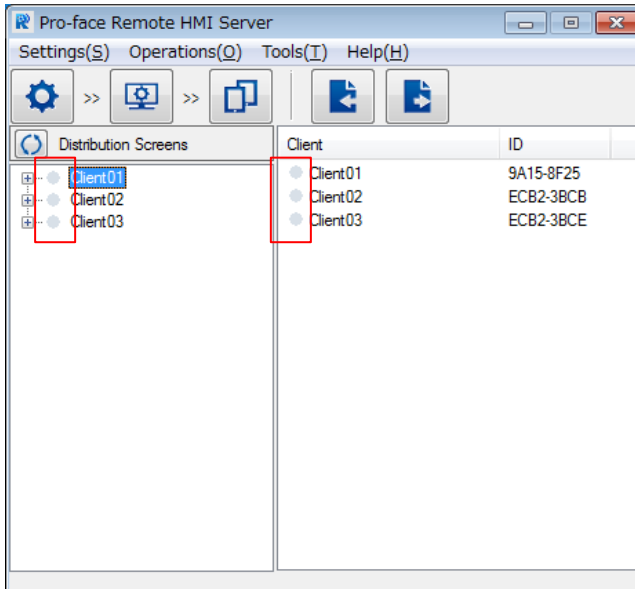 Pro-face Remote HMI Server
Settings(S) Operations(O) Tools(T) Help(H)
>> >>
Distribution Screens
Client01
Client02
Client03
Client ID
Client01 9A15-8F25
Client02 ECB2-3BCB
Client03 ECB2-3BCE